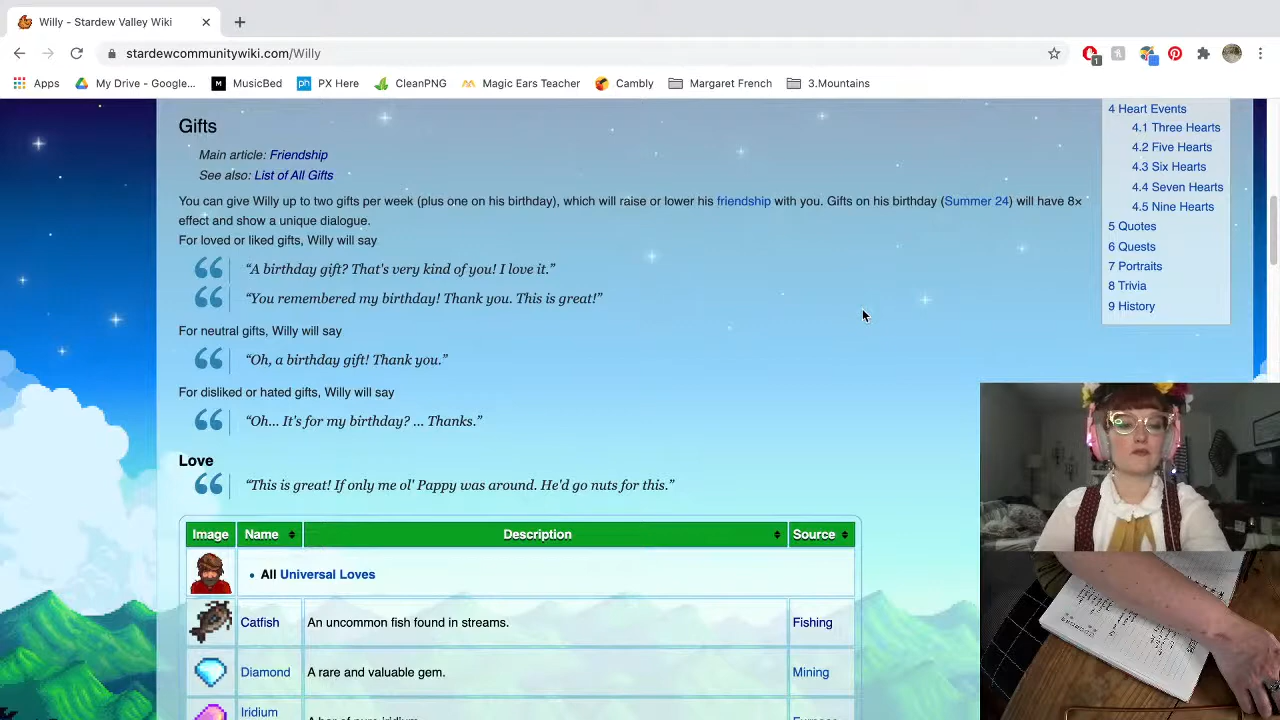 Willy - Stardew Valley Wiki
stardewcommunitywiki.com/Willy
1
Apps My Drive - Google... MusicBed PX Here CleanPNG Magic Ears Teacher Cambly Margaret French 3.Mountains
Gifts
Main article: Friendship
See also: List of All Gifts
You can give Willy up to two gifts per week (plus one on his birthday), which will raise or lower his friendship with you. Gifts on his birthday (Summer 24) will have 8×
effect and show a unique dialogue.
For loved or liked gifts, Willy will say
“A birthday gift? That's very kind of you! I love it.”
“You remembered my birthday! Thank you. This is great!”
For neutral gifts, Willy will say
“Oh, a birthday gift! Thank you.”
For disliked or hated gifts, Willy will say
“Oh... It's for my birthday? ... Thanks.”
Love
“This is great! If only me ol' Pappy was around. He'd go nuts for this.”
Image Name Description Source
All Universal Loves
Catfish An uncommon fish found in streams. Fishing
Diamond A rare and valuable gem. Mining
Iridium
A bar of pure iridium. Furnace
4 Heart Events
4.1 Three Hearts
4.2 Five Hearts
4.3 Six Hearts
4.4 Seven Hearts
4.5 Nine Hearts
5 Quotes
6 Quests
7 Portraits
8 Trivia
9 History